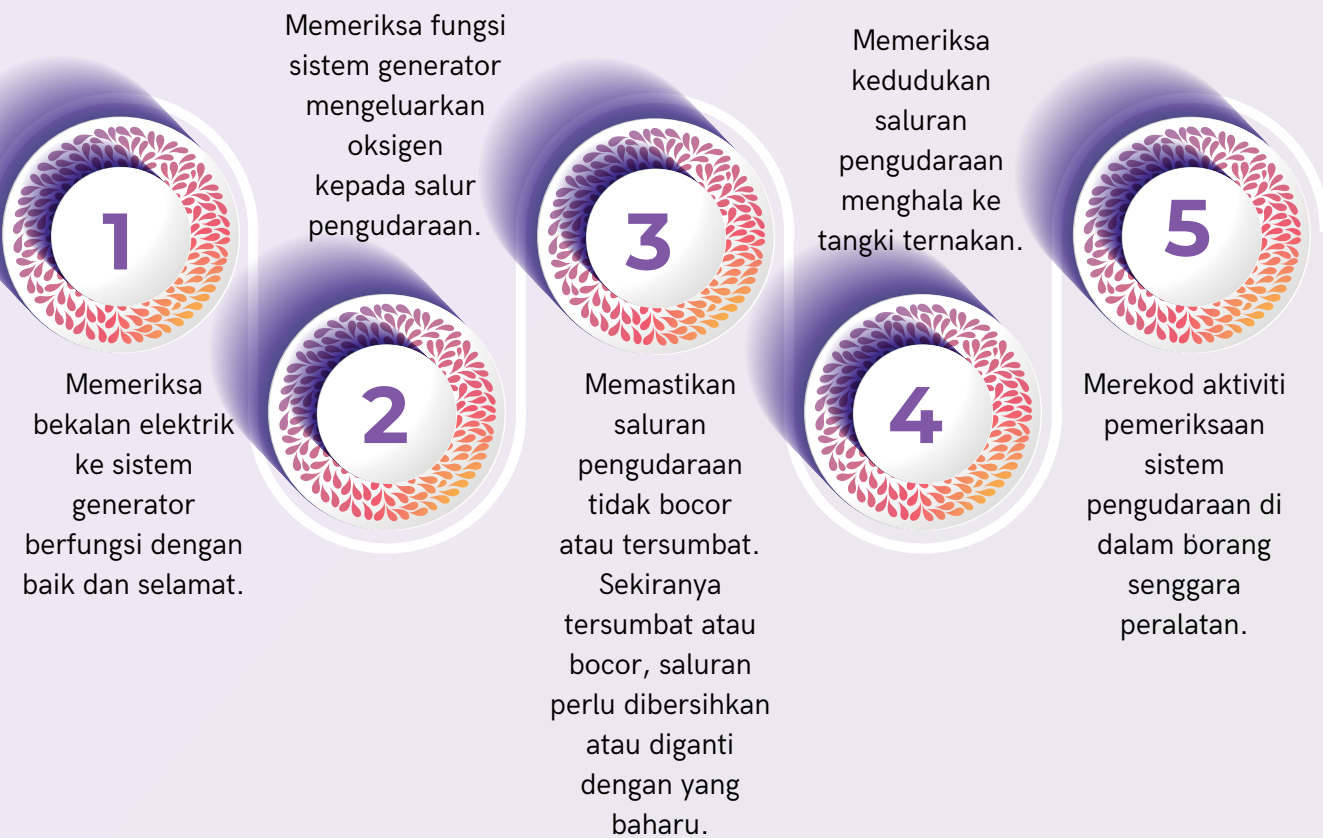 1
Memeriksa
bekalan elektrik
ke sistem
generator
berfungsi dengan
baik dan selamat.
Memeriksa fungsi
sistem generator
mengeluarkan
oksigen
kepada salur
pengudaraan.
2
3
Memastikan
saluran
pengudaraan
tidak bocor
atau tersumbat.
Sekiranya
tersumbat atau
bocor, saluran
perlu dibersihkan
atau diganti
dengan yang
baharu.
Memeriksa
kedudukan
saluran
pengudaraan
menghala ke
tangki ternakan.
4
5
Merekod aktiviti
pemeriksaan
sistem
pengudaraan di
dalam borang
senggara
peralatan.